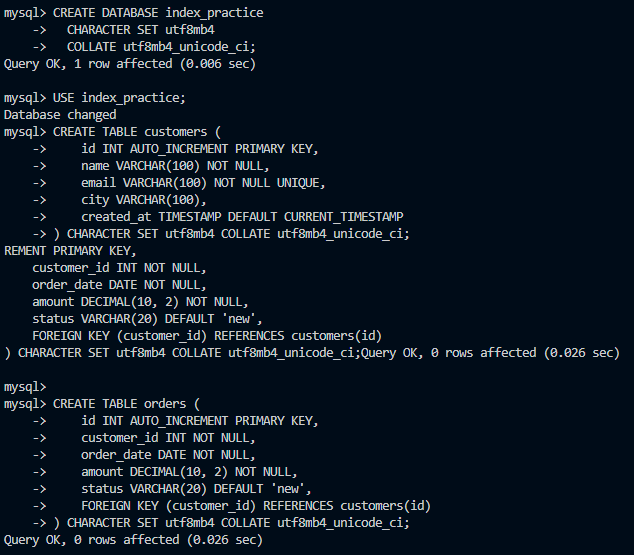 mysql> CREATE DATABASE index_practice
    ->   CHARACTER SET utf8mb4
    ->   COLLATE utf8mb4_unicode_ci;
Query OK, 1 row affected (0.006 sec)

mysql> USE index_practice;
Database changed
mysql> CREATE TABLE customers (
    ->     id INT AUTO_INCREMENT PRIMARY KEY,
    ->     name VARCHAR(100) NOT NULL,
    ->     email VARCHAR(100) NOT NULL UNIQUE,
    ->     city VARCHAR(100),
    ->     created_at TIMESTAMP DEFAULT CURRENT_TIMESTAMP
    -> ) CHARACTER SET utf8mb4 COLLATE utf8mb4_unicode_ci;
REMENT PRIMARY KEY,
    customer_id INT NOT NULL,
    order_date DATE NOT NULL,
    amount DECIMAL(10, 2) NOT NULL,
    status VARCHAR(20) DEFAULT 'new',
    FOREIGN KEY (customer_id) REFERENCES customers(id)
) CHARACTER SET utf8mb4 COLLATE utf8mb4_unicode_ci;Query OK, 0 rows affected (0.026 sec)

mysql>
mysql> CREATE TABLE orders (
    ->     id INT AUTO_INCREMENT PRIMARY KEY,
    ->     customer_id INT NOT NULL,
    ->     order_date DATE NOT NULL,
    ->     amount DECIMAL(10, 2) NOT NULL,
    ->     status VARCHAR(20) DEFAULT 'new',
    ->     FOREIGN KEY (customer_id) REFERENCES customers(id)
    -> ) CHARACTER SET utf8mb4 COLLATE utf8mb4_unicode_ci;
Query OK, 0 rows affected (0.026 sec)